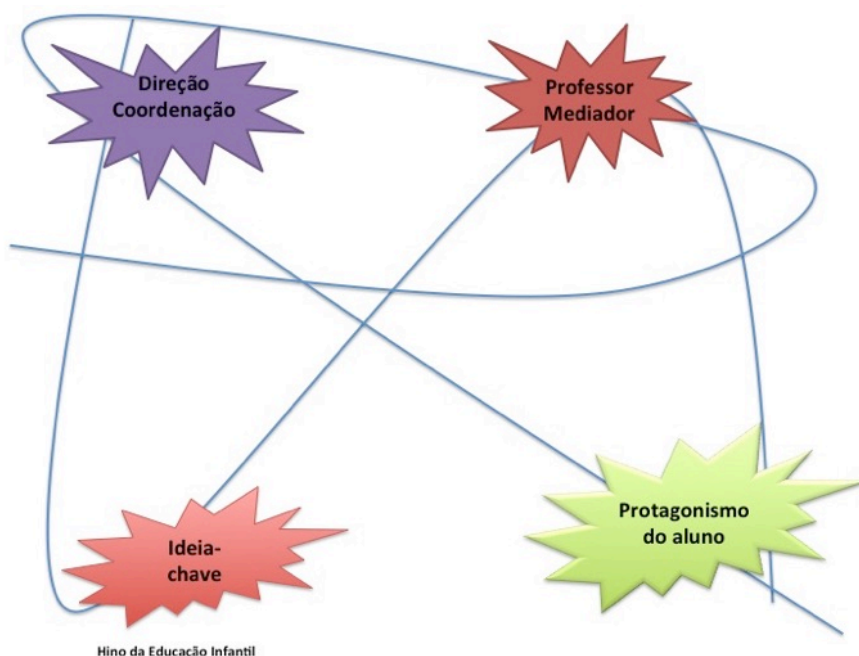 Direção
Coordenação
Professor
Mediador
Protagonismo
do aluno
Ideia-
chave
Hino da Educação Infantil